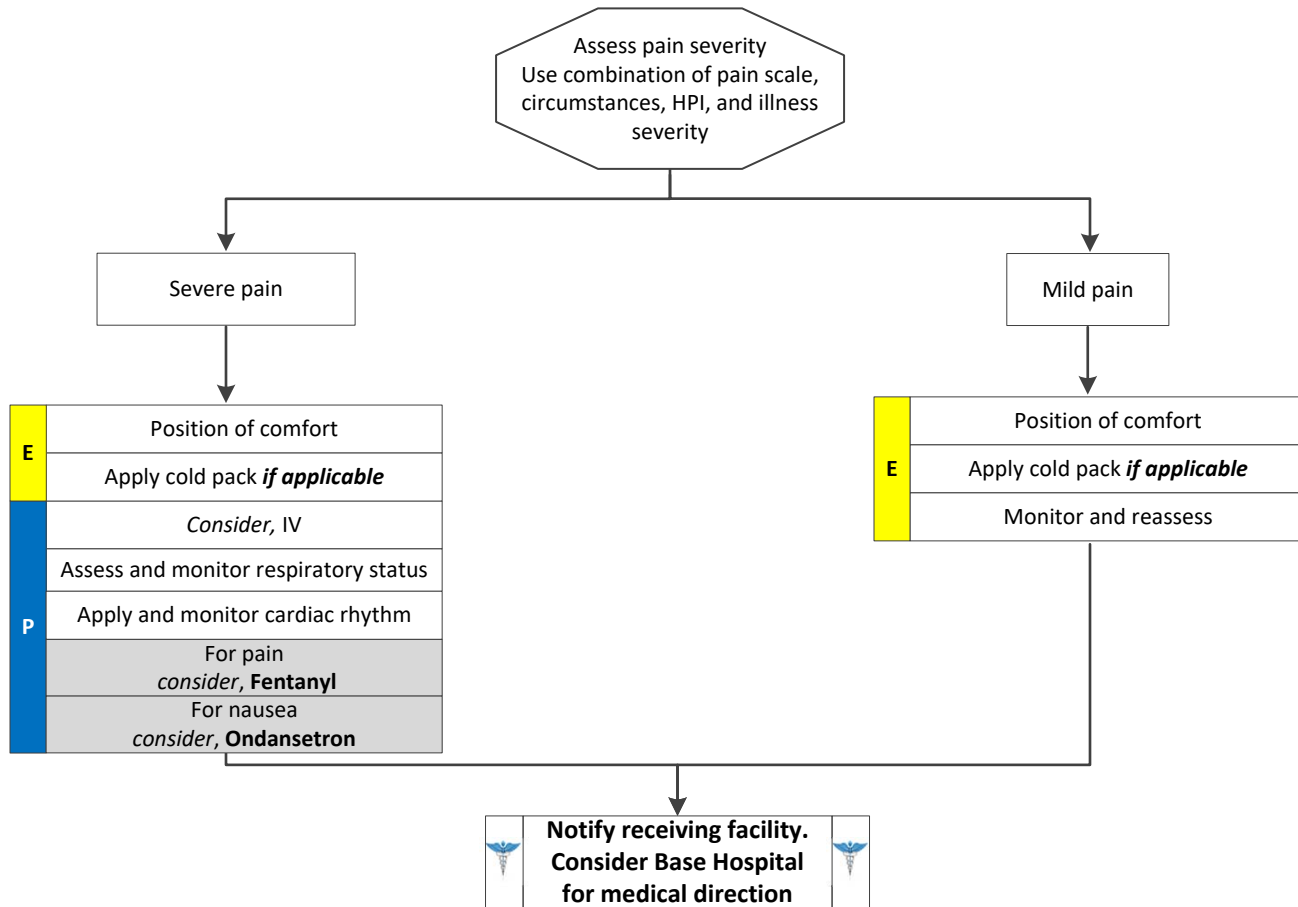 Assess pain severity
Use combination of pain scale,
circumstances, HPI, and illness
severity
Severe pain
Mild pain
E
Position of comfort
Apply cold pack if applicable
P
Consider, IV
Assess and monitor respiratory status
Apply and monitor cardiac rhythm
For pain
consider, Fentanyl
For nausea
consider, Ondansetron
E
Position of comfort
Apply cold pack if applicable
Monitor and reassess
Notify receiving facility.
Consider Base Hospital
for medical direction